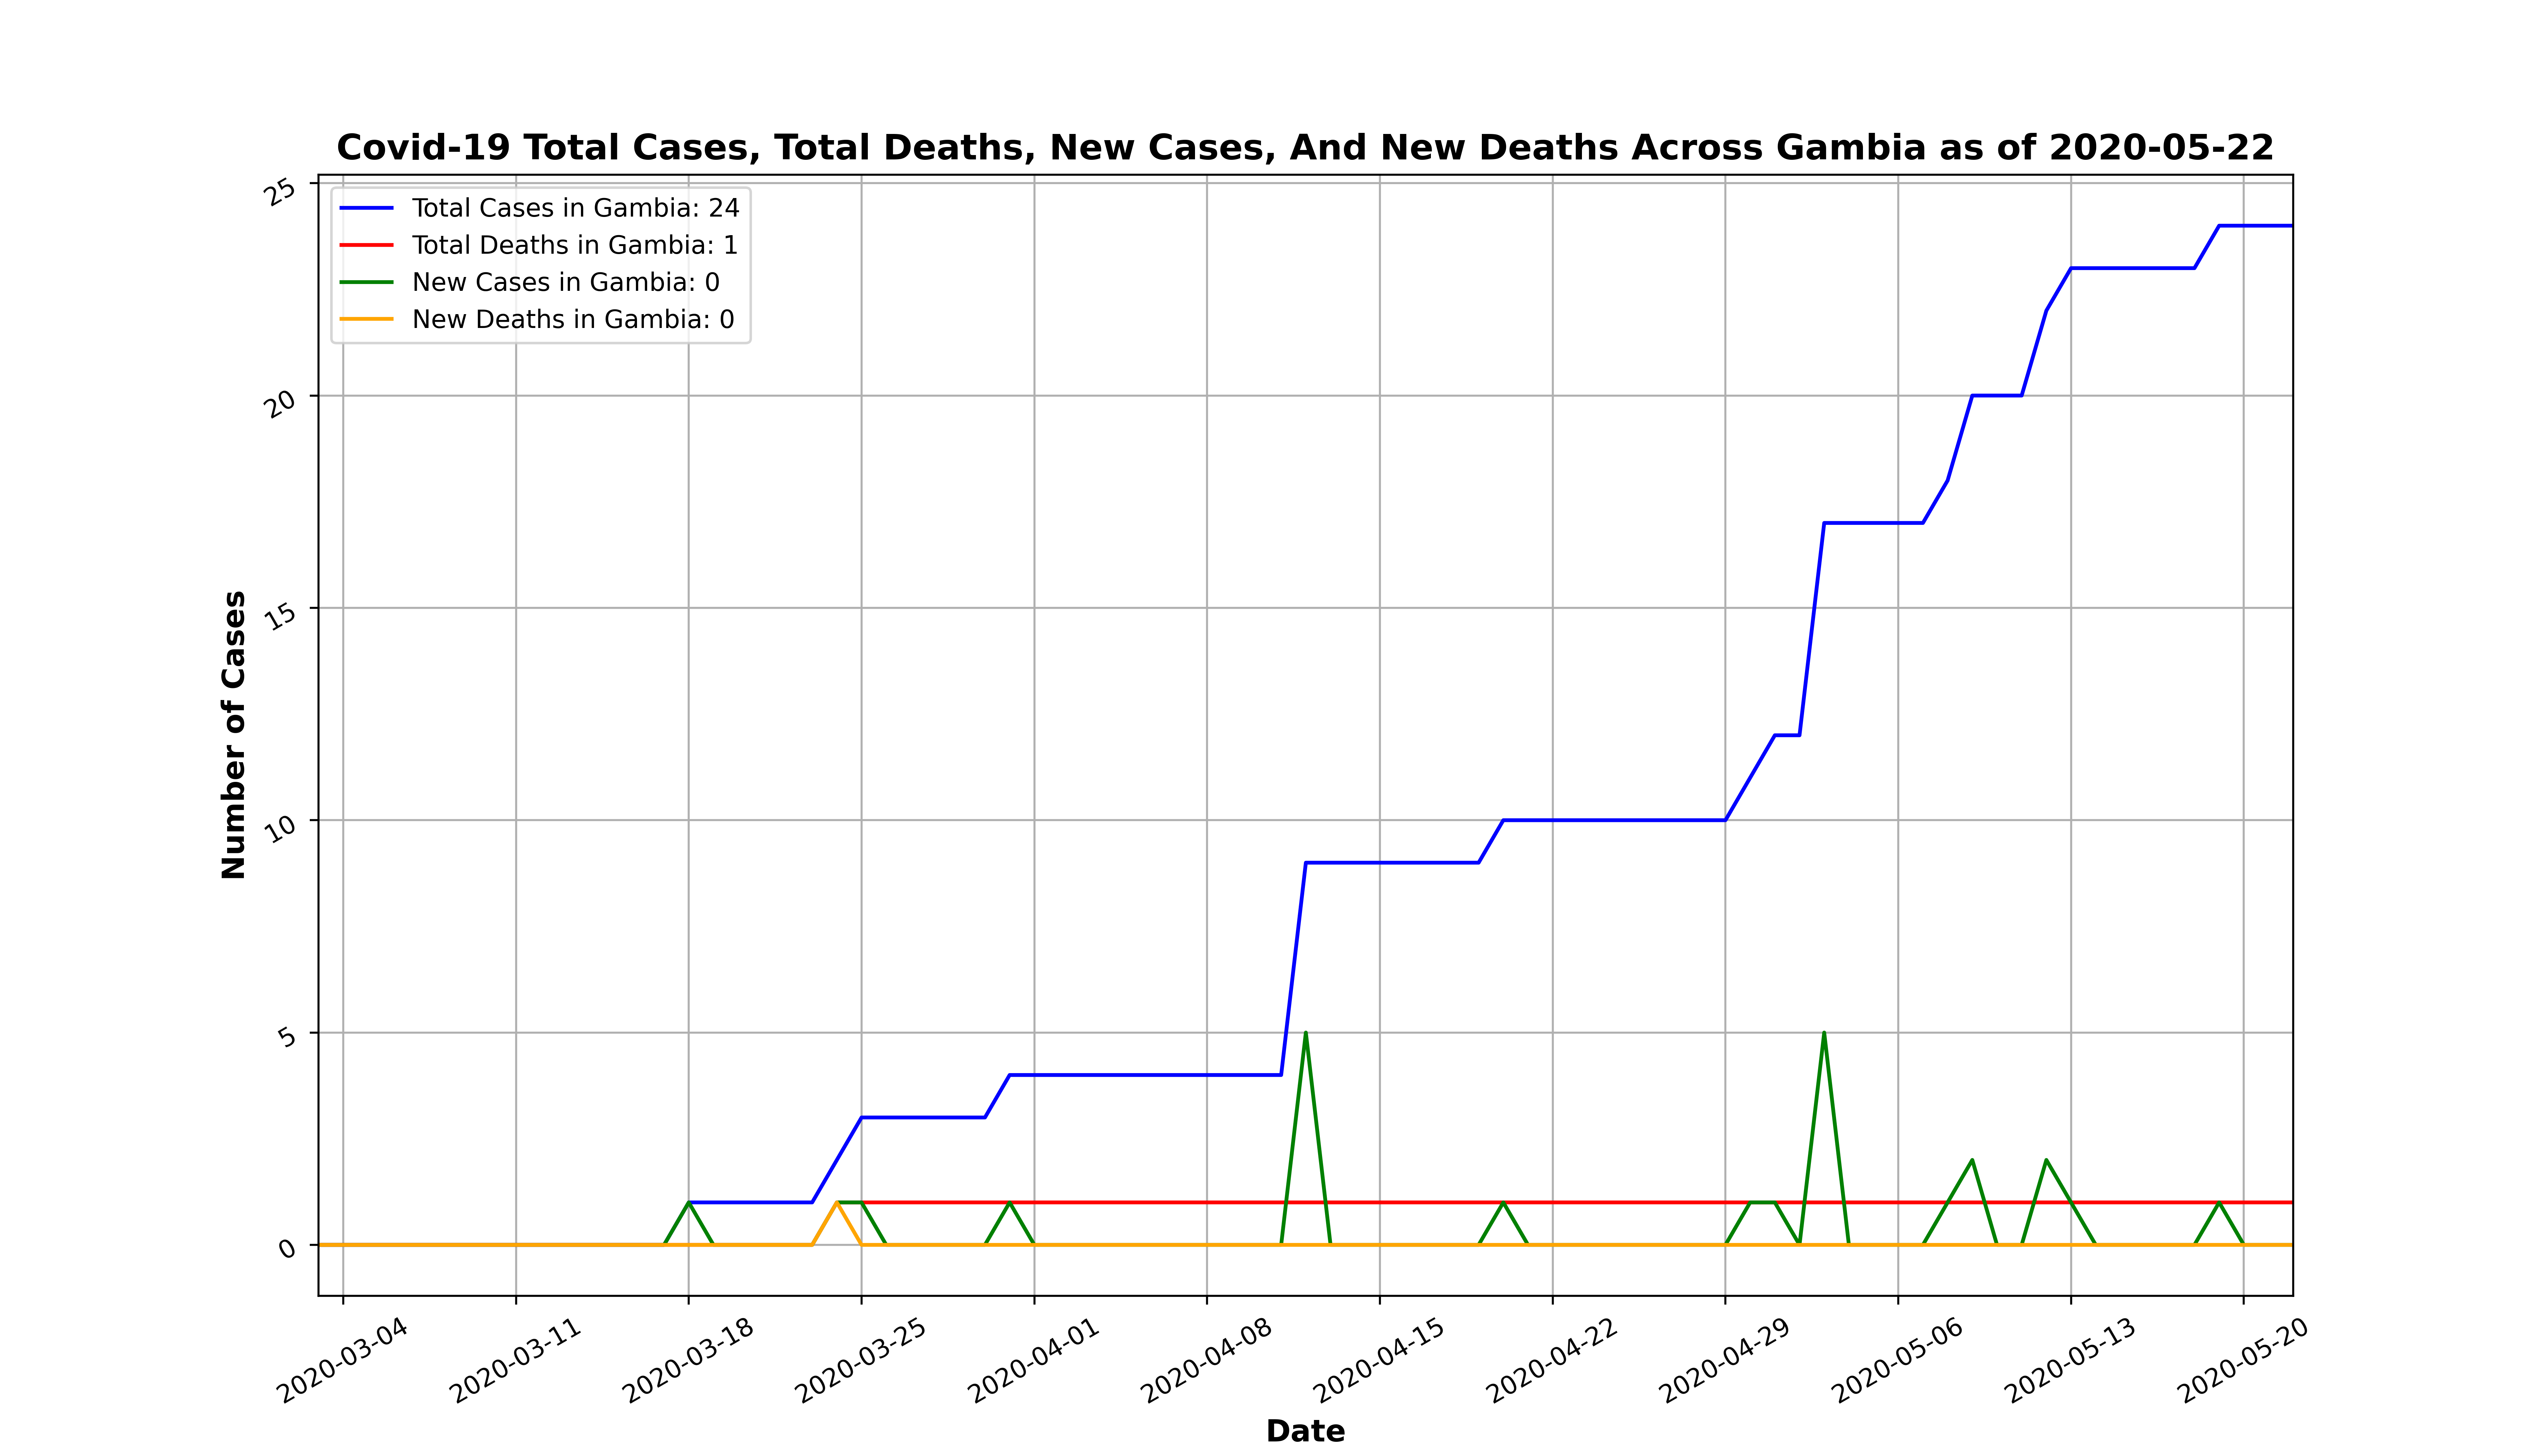 Covid-19 Total Cases, Total Deaths, New Cases, And New Deaths Across Gambia as of 2020-05-22
Total Cases in Gambia: 24
Total Deaths in Gambia: 1
New Cases in Gambia: 0
New Deaths in Gambia: 0
Number of Cases
25
20
15
10
5
0
2020-03-04
2020-03-11
2020-03-18
2020-03-25
2020-04-01
2020-04-08
2020-04-15
2020-04-22
2020-04-29
2020-05-06
2020-05-13
2020-05-20
Date